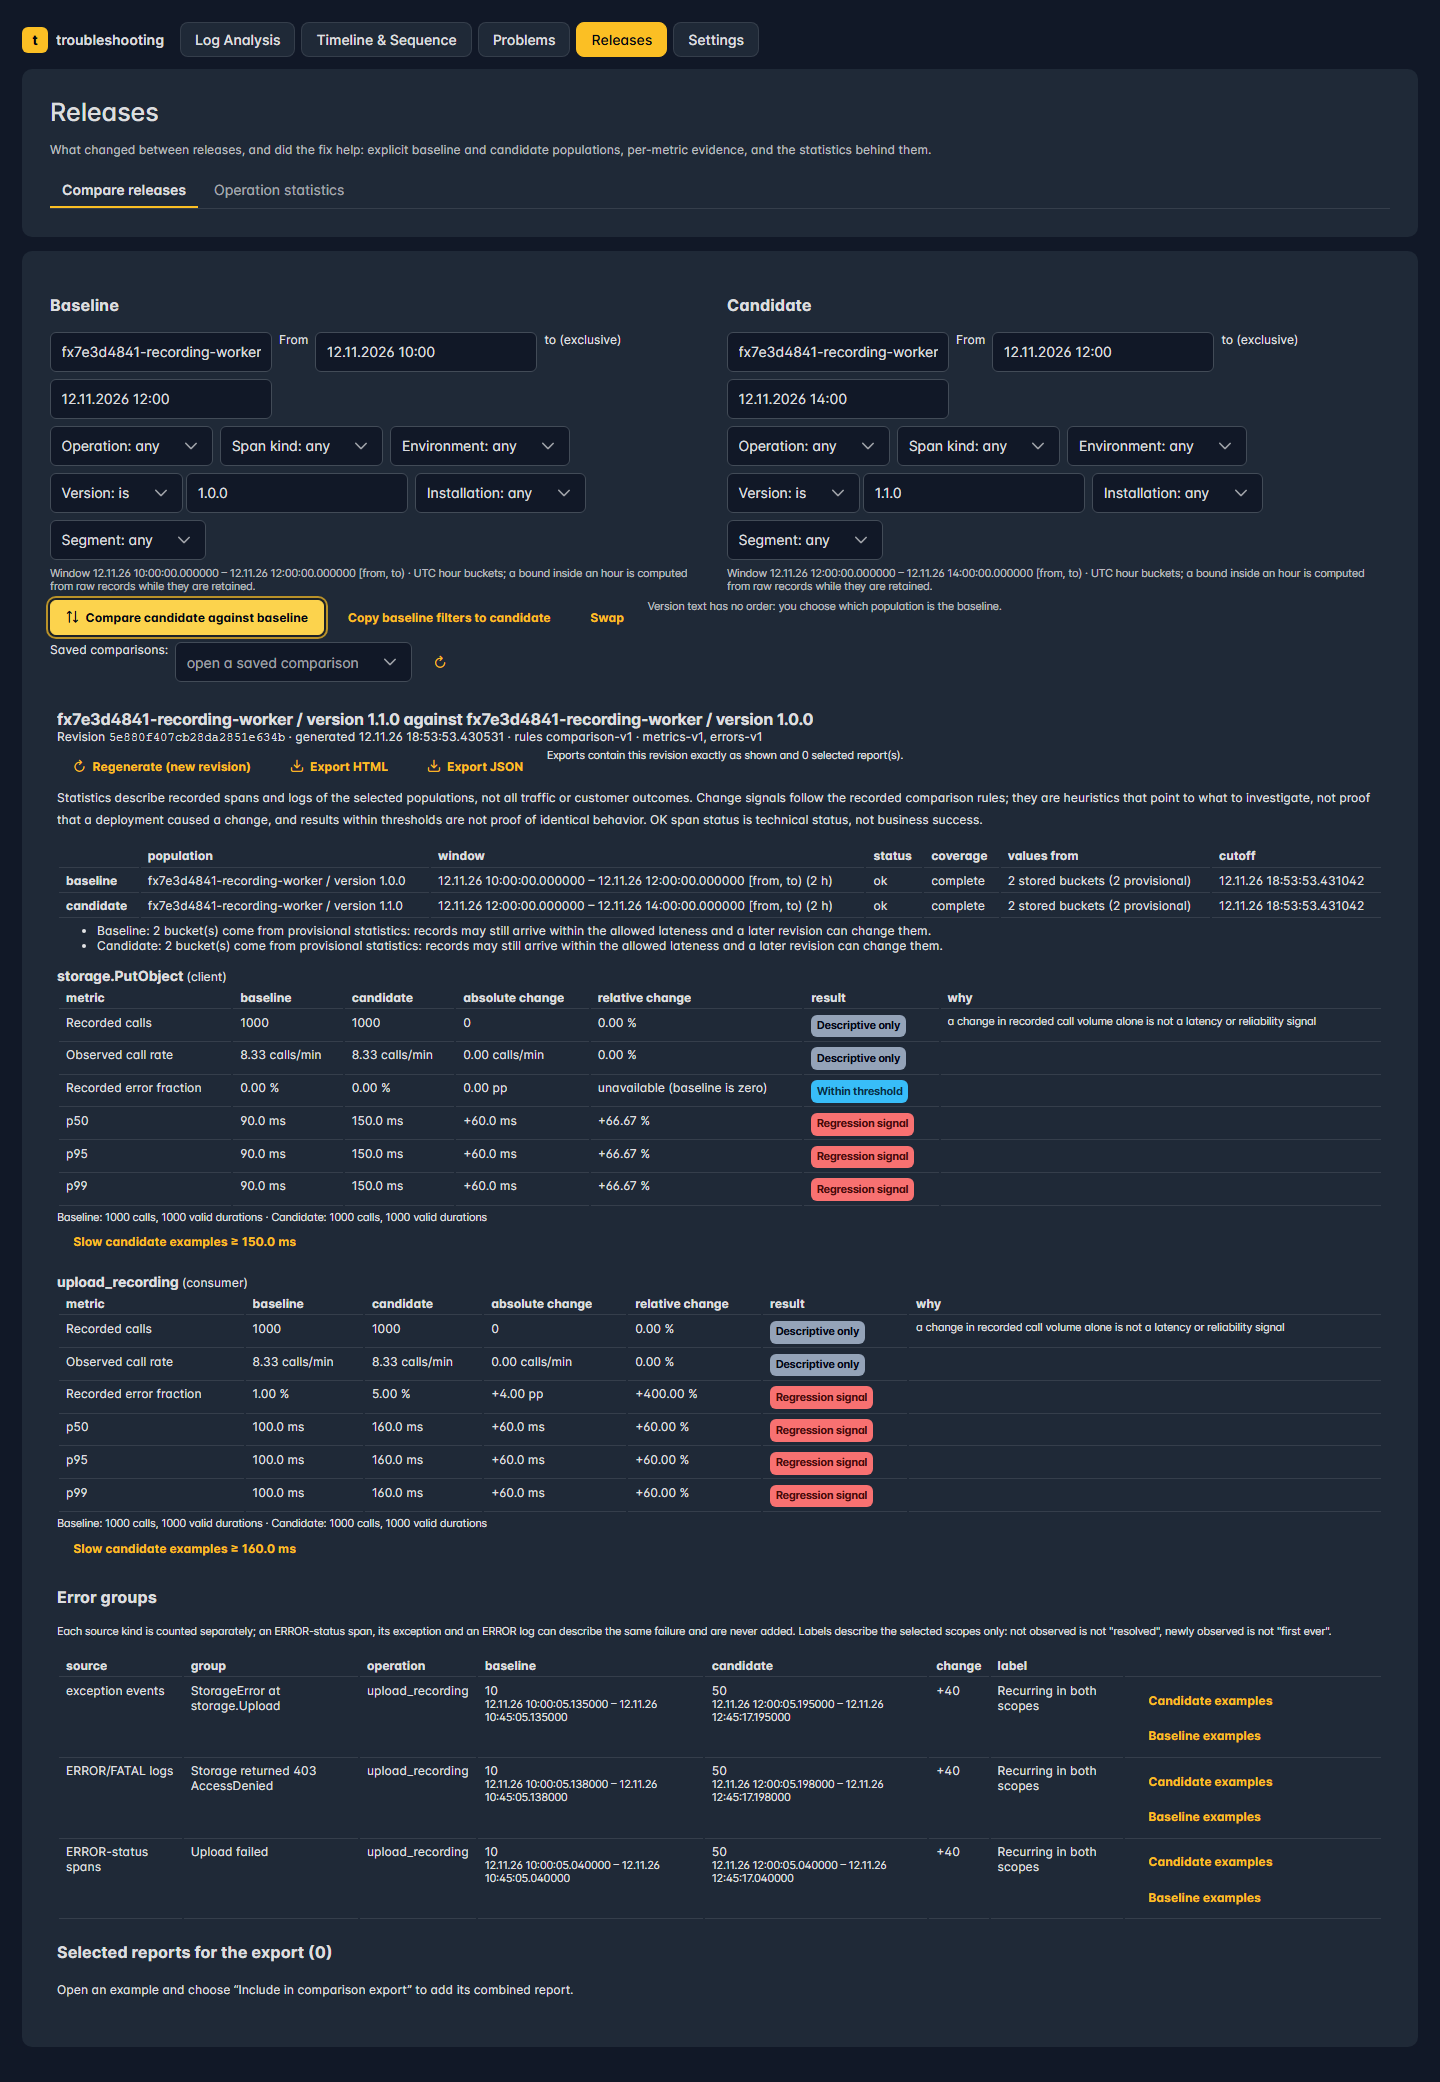 t troubleshooting Log Analysis Timeline & Sequence Problems Releases Settings
Releases
What changed between releases, and did the fix help: explicit baseline and candidate populations, per-metric evidence, and the statistics behind them.
Compare releases Operation statistics
Baseline
fx7e3d4841-recording-worker From 12.11.2026 10:00 to (exclusive)
12.11.2026 12:00
Operation: any Span kind: any Environment: any
Version: is 1.0.0 Installation: any
Segment: any
Window 12.11.26 10:00:00.000000 – 12.11.26 12:00:00.000000 [from, to) · UTC hour buckets; a bound inside an hour is computed
from raw records while they are retained.
Candidate
fx7e3d4841-recording-worker From 12.11.2026 12:00 to (exclusive)
12.11.2026 14:00
Operation: any Span kind: any Environment: any
Version: is 1.1.0 Installation: any
Segment: any
Window 12.11.26 12:00:00.000000 – 12.11.26 14:00:00.000000 [from, to) · UTC hour buckets; a bound inside an hour is computed
from raw records while they are retained.
Compare candidate against baseline Copy baseline filters to candidate Swap Version text has no order: you choose which population is the baseline.
Saved comparisons: open a saved comparison
fx7e3d4841-recording-worker / version 1.1.0 against fx7e3d4841-recording-worker / version 1.0.0
Revision 5e880f407cb28da2851e634b · generated 12.11.26 18:53:53.430531 · rules comparison-v1 · metrics-v1, errors-v1
Regenerate (new revision) Export HTML Export JSON Exports contain this revision exactly as shown and 0 selected report(s).
Statistics describe recorded spans and logs of the selected populations, not all traffic or customer outcomes. Change signals follow the recorded comparison rules; they are heuristics that point to what to investigate, not proof
that a deployment caused a change, and results within thresholds are not proof of identical behavior. OK span status is technical status, not business success.
population window status coverage values from cutoff
baseline fx7e3d4841-recording-worker / version 1.0.0 12.11.26 10:00:00.000000 – 12.11.26 12:00:00.000000 [from, to) (2 h) ok complete 2 stored buckets (2 provisional) 12.11.26 18:53:53.431042
candidate fx7e3d4841-recording-worker / version 1.1.0 12.11.26 12:00:00.000000 – 12.11.26 14:00:00.000000 [from, to) (2 h) ok complete 2 stored buckets (2 provisional) 12.11.26 18:53:53.431042
• Baseline: 2 bucket(s) come from provisional statistics: records may still arrive within the allowed lateness and a later revision can change them.
• Candidate: 2 bucket(s) come from provisional statistics: records may still arrive within the allowed lateness and a later revision can change them.
storage.PutObject (client)
metric baseline candidate absolute change relative change result why
Recorded calls 1000 1000 0 0.00 % Descriptive only a change in recorded call volume alone is not a latency or reliability signal
Observed call rate 8.33 calls/min 8.33 calls/min 0.00 calls/min 0.00 % Descriptive only
Recorded error fraction 0.00 % 0.00 % 0.00 pp unavailable (baseline is zero) Within threshold
p50 90.0 ms 150.0 ms +60.0 ms +66.67 % Regression signal
p95 90.0 ms 150.0 ms +60.0 ms +66.67 % Regression signal
p99 90.0 ms 150.0 ms +60.0 ms +66.67 % Regression signal
Baseline: 1000 calls, 1000 valid durations · Candidate: 1000 calls, 1000 valid durations
Slow candidate examples ≥ 150.0 ms
upload_recording (consumer)
metric baseline candidate absolute change relative change result why
Recorded calls 1000 1000 0 0.00 % Descriptive only a change in recorded call volume alone is not a latency or reliability signal
Observed call rate 8.33 calls/min 8.33 calls/min 0.00 calls/min 0.00 % Descriptive only
Recorded error fraction 1.00 % 5.00 % +4.00 pp +400.00 % Regression signal
p50 100.0 ms 160.0 ms +60.0 ms +60.00 % Regression signal
p95 100.0 ms 160.0 ms +60.0 ms +60.00 % Regression signal
p99 100.0 ms 160.0 ms +60.0 ms +60.00 % Regression signal
Baseline: 1000 calls, 1000 valid durations · Candidate: 1000 calls, 1000 valid durations
Slow candidate examples ≥ 160.0 ms
Error groups
Each source kind is counted separately; an ERROR-status span, its exception and an ERROR log can describe the same failure and are never added. Labels describe the selected scopes only: not observed is not "resolved", newly observed is not "first ever".
source group operation baseline candidate change label
exception events StorageError at upload_recording 10 50 +40 Recurring in both Candidate examples
storage.Upload 12.11.26 10:00:05.135000 – 12.11.26 12.11.26 12:00:05.195000 – 12.11.26 scopes
10:45:05.135000 12:45:17.195000 Baseline examples
ERROR/FATAL logs Storage returned 403 upload_recording 10 50 +40 Recurring in both Candidate examples
AccessDenied 12.11.26 10:00:05.138000 – 12.11.26 12.11.26 12:00:05.198000 – 12.11.26 scopes
10:45:05.138000 12:45:17.198000 Baseline examples
ERROR-status Upload failed upload_recording 10 50 +40 Recurring in both Candidate examples
spans 12.11.26 10:00:05.040000 – 12.11.26 12.11.26 12:00:05.040000 – 12.11.26 scopes
10:45:05.040000 12:45:17.040000 Baseline examples
Selected reports for the export (0)
Open an example and choose “Include in comparison export” to add its combined report.